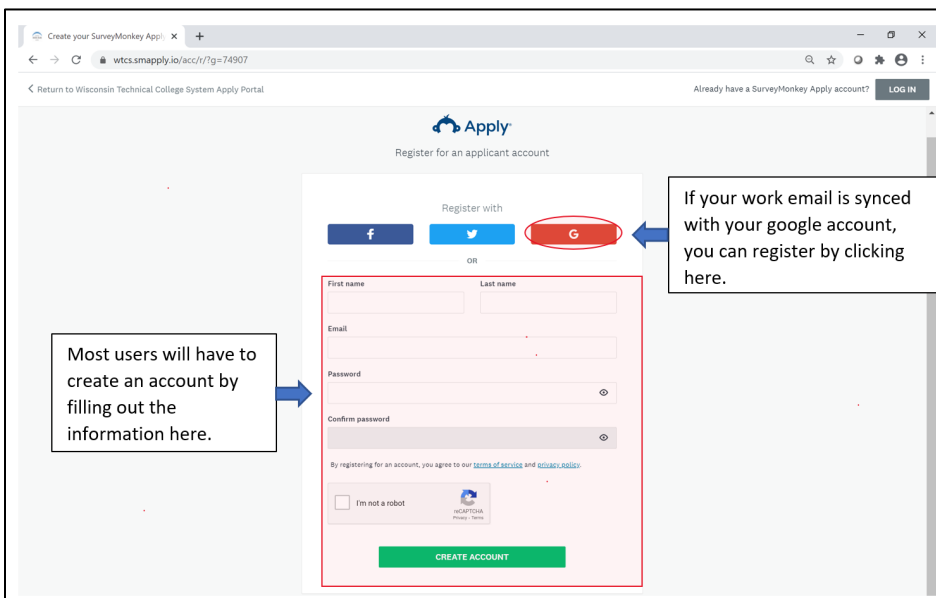 Create your SurveyMonkey Apply
wtcs.smapply.io/acc/r/?g=74907
Return to Wisconsin Technical College System Apply Portal
Already have a SurveyMonkey Apply account?
LOG IN
Apply
Register for an applicant account
Register with
f
G
OR
If your work email is synced
with your google account,
you can register by clicking
here.
First name
Last name
Email
Password
Confirm password
Most users will have to
create an account by
filling out the
information here.
By registering for an account, you agree to our terms of service and privacy policy.
I'm not a robot
reCAPTCHA
Privacy - Terms
CREATE ACCOUNT